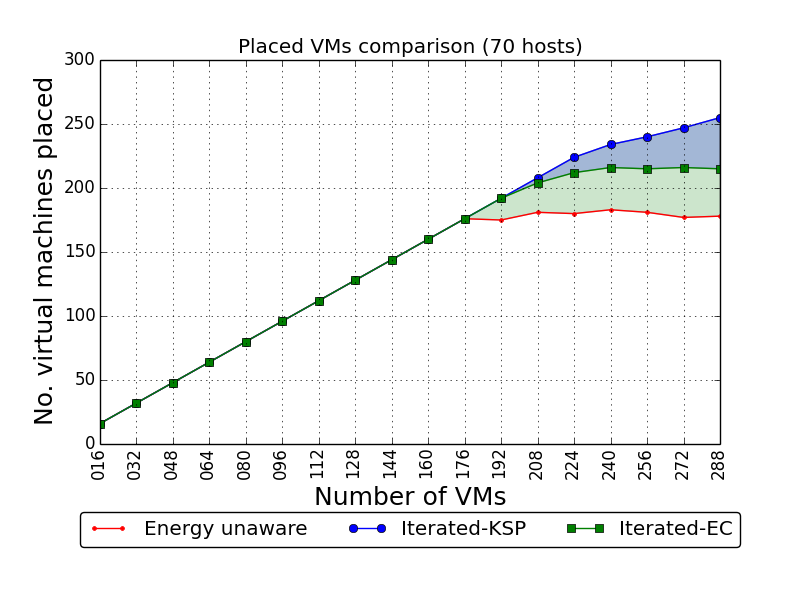 Placed VMs comparison (70 hosts)
No. virtual machines placed
300
250
200
150
100
50
0
016 032 048 064 080 096 112 128 144 160 176 192 208 224 240 256 272 288
Number of VMs
Energy unaware Iterated-KSP Iterated-EC